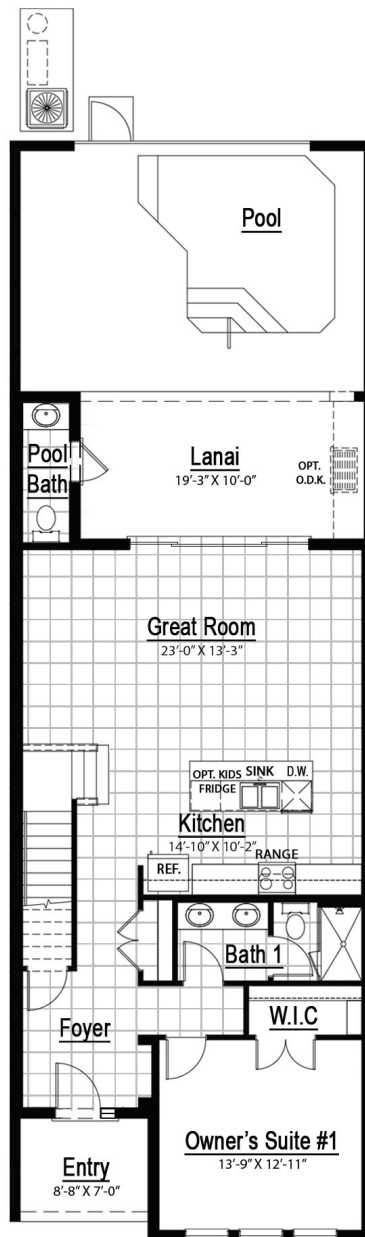 Pool
Pool
Bath
Lanai
19'-3" X 10'-0"
OPT.
O.D.K.
Great Room
23'-0" X 13'-3"
OPT. KIDS SINK D.W.
FRIDGE
Kitchen
14'-10" X 10'-2"
REF.
RANGE
Bath 1
W.I.C
Foyer
Owner's Suite #1
13'-9" X 12'-11"
Entry
8'-8" X 7'-0"